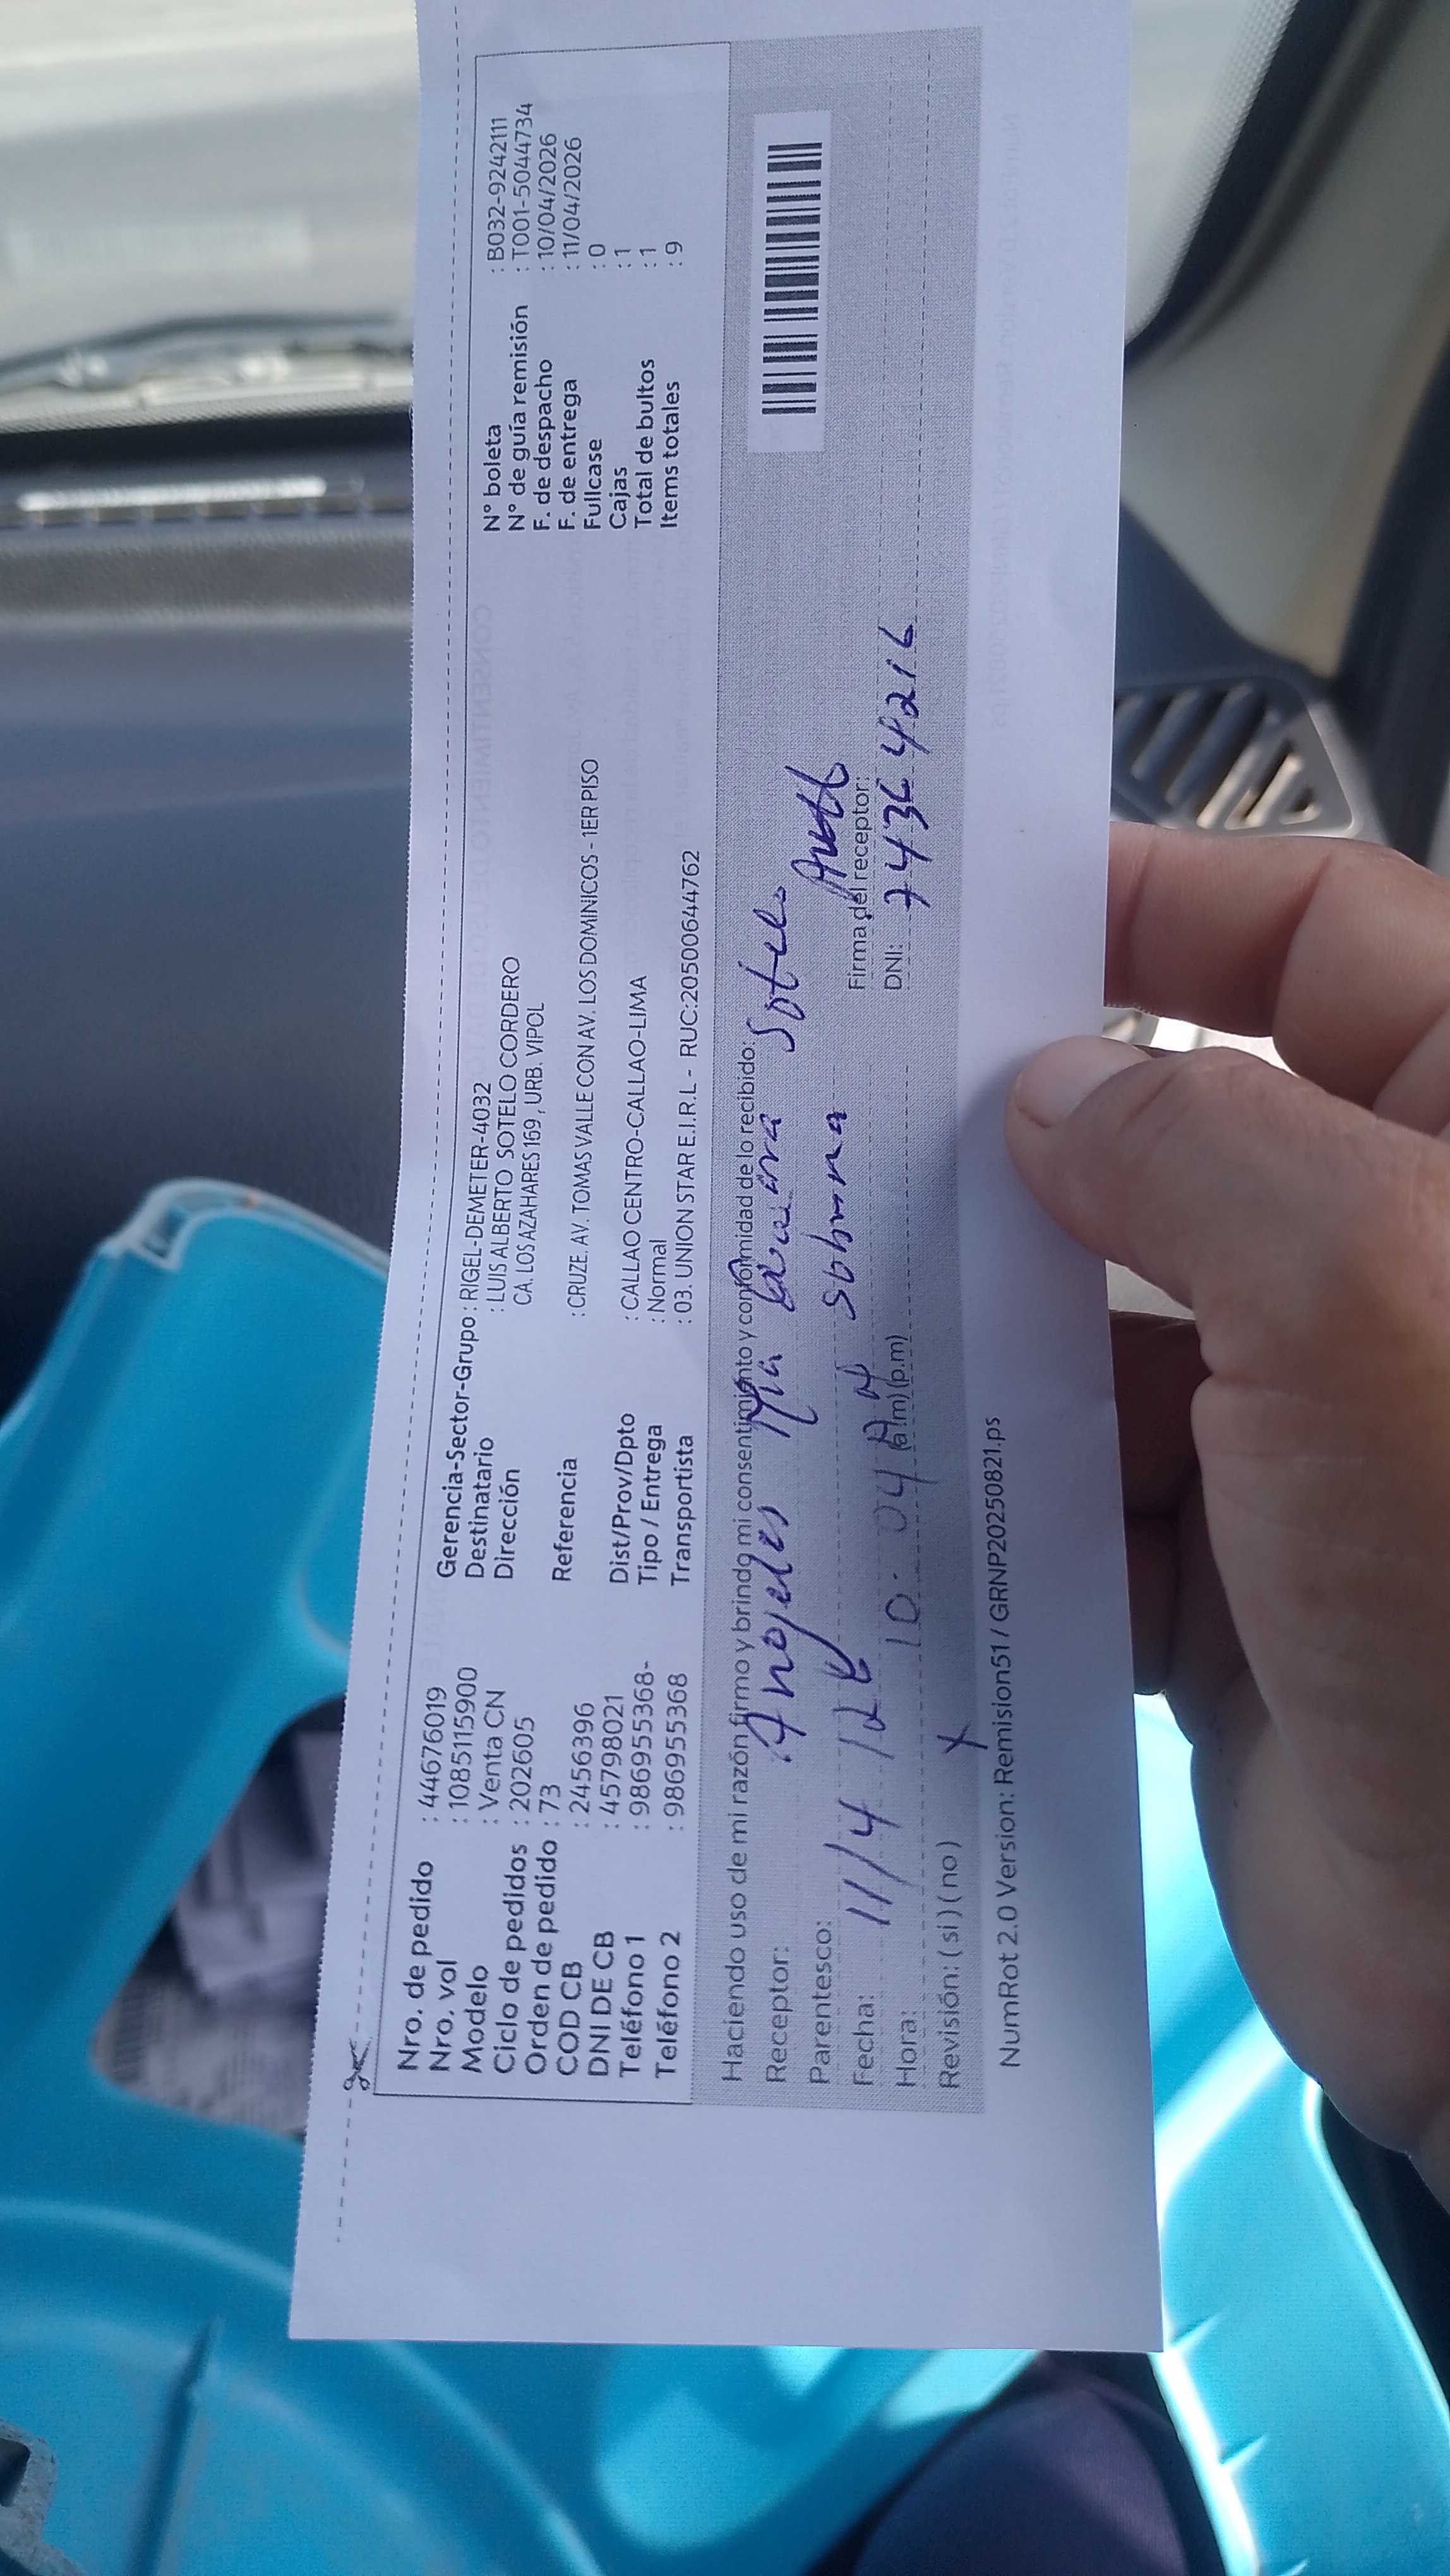 Nro. de pedido : 44676019
Nro. vol : 1085115900
Modelo : Venta CN
Ciclo de pedidos : 202605
Orden de pedido : 73
COD CB : 2456396
DNI DE CB : 45798021
Teléfono 1 : 986955368-
Teléfono 2 : 986955368
Gerencia-Sector-Grupo : RIGEL-DEMETER-4032
Destinatario : LUIS ALBERTO SOTELO CORDERO
Dirección CA. LOS AZAHARES 169 , URB. VIPOL
Referencia : CRUZE. AV. TOMAS VALLE CON AV. LOS DOMINICOS - 1ER PISO
Dist/Prov/Dpto : CALLAO CENTRO-CALLAO-LIMA
Tipo / Entrega : Normal
Transportista : 03. UNION STAR E.I.R.L - RUC:20500644762
N° boleta : B032-9242111
N° de guía remisión : T001-5044734
F. de despacho : 10/04/2026
F. de entrega : 11/04/2026
Fullcase : 0
Cajas : 1
Total de bultos : 1
Items totales : 9
Haciendo uso de mi razón firmo y brindo mi consentimiento y conformidad de lo recibido:
Receptor: Anojelis Sotelo
Parentesco: Sobrina
Fecha: 11/4/26
Firma del receptor:
Hora: 10:04 AM (a.m) (p.m)
DNI: 74364216
Revisión: ( si ) ( no ) X
NumRot 2.0 Version: Remision51 / GRNP20250821.ps